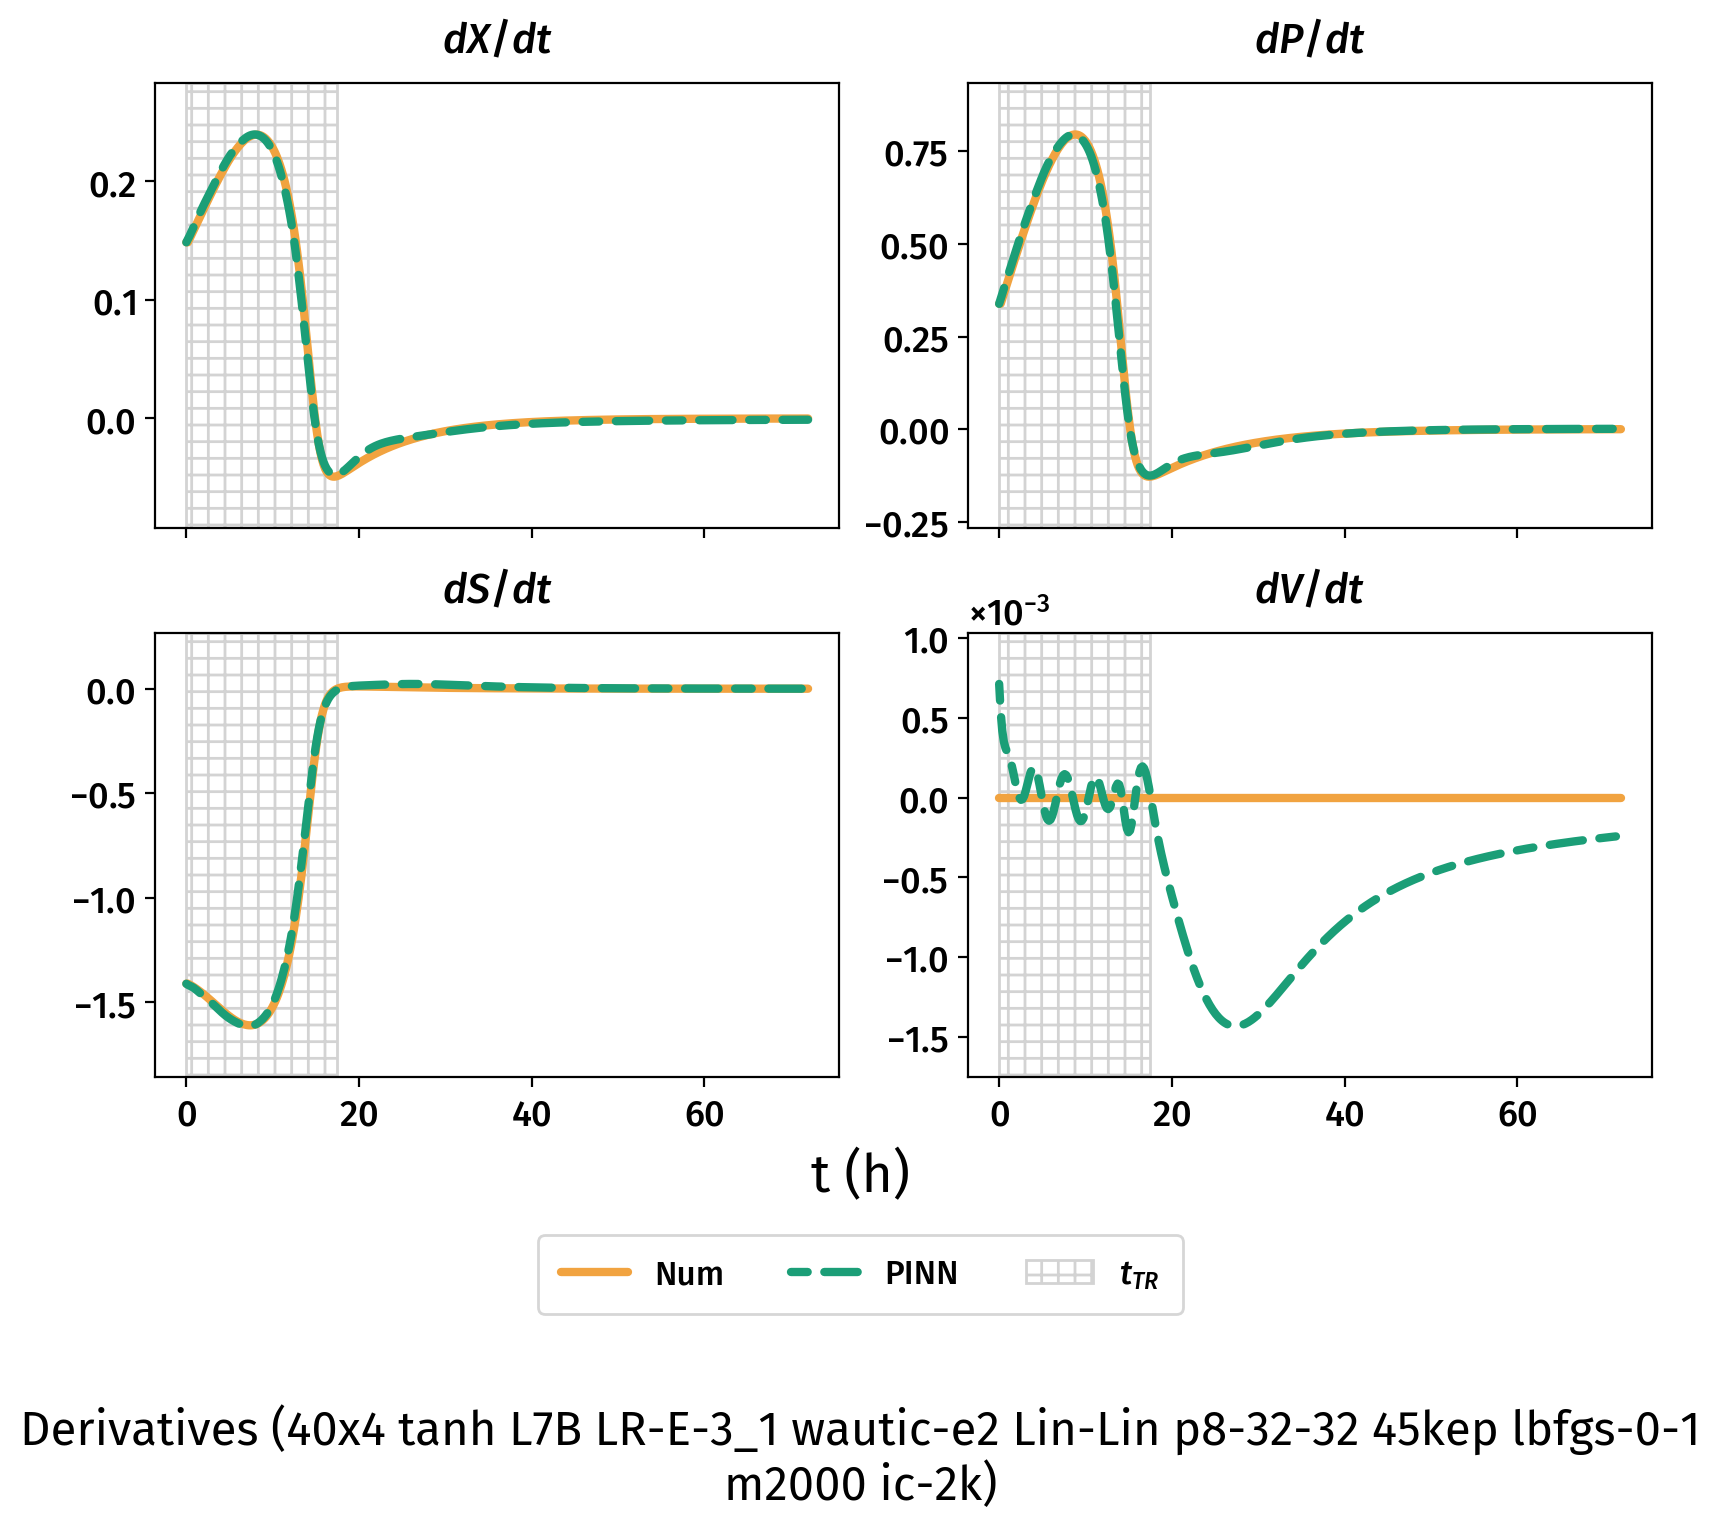 dX/dt
dP/dt
0.2
0.1
0.0
0.75
0.50
0.25
0.00
−0.25
dS/dt
dV/dt
×10⁻³
0.0
−0.5
−1.0
−1.5
1.0
0.5
0.0
−0.5
−1.0
−1.5
0 20 40 60
0 20 40 60
t (h)
Num PINN t_TR
Derivatives (40x4 tanh L7B LR-E-3_1 wautic-e2 Lin-Lin p8-32-32 45kep lbfgs-0-1
m2000 ic-2k)